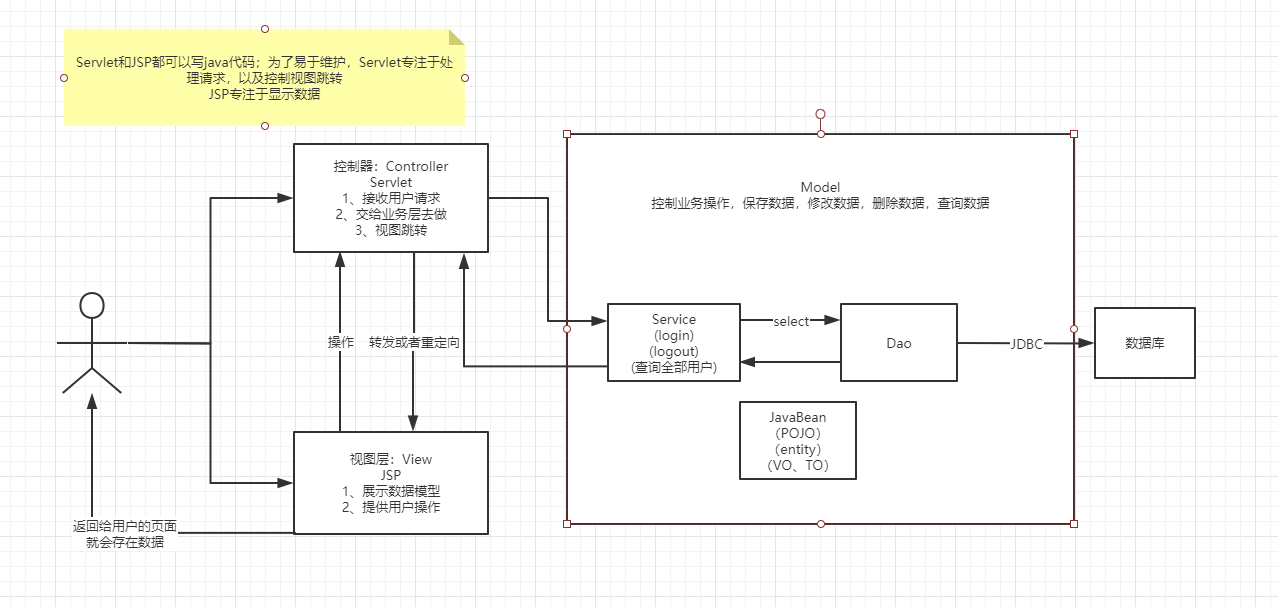 Servlet和JSP都可以写java代码；为了易于维护，Servlet专注于处
理请求，以及控制视图跳转
JSP专注于显示数据
控制器：Controller
Servlet
1、接收用户请求
2、交给业务层去做
3、视图跳转
Model
控制业务操作，保存数据，修改数据，删除数据，查询数据
操作
转发或者重定向
Service
(login)
(logout)
(查询全部用户)
select
Dao
JDBC
数据库
JavaBean
（POJO）
（entity）
（VO、TO）
视图层：View
JSP
1、展示数据模型
2、提供用户操作
返回给用户的页面
就会存在数据